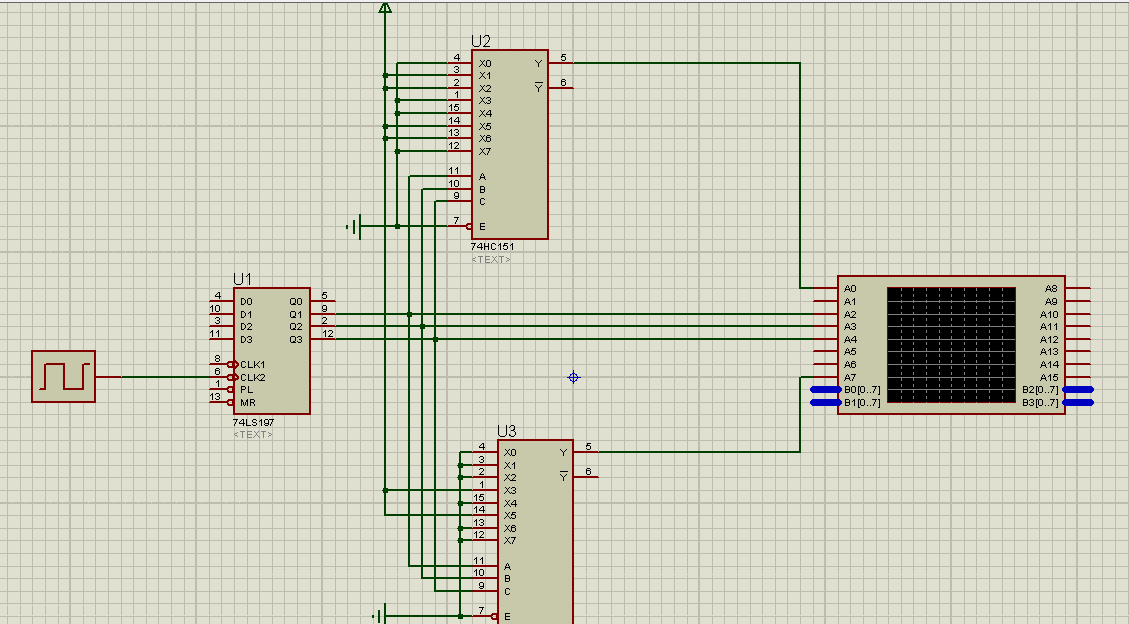 U2
4 X0 Y 5
3 X1
2 X2 Y 6
1 X3
15 X4
14 X5
13 X6
12 X7
11 A
10 B
9 C
7 E
74HC151
<TEXT>
U1
4 D0 Q0 5
10 D1 Q1 9
3 D2 Q2 2
11 D3 Q3 12
8 CLK1
6 CLK2
1 PL
13 MR
74LS197
<TEXT>
A0 A8
A1 A9
A2 A10
A3 A11
A4 A12
A5 A13
A6 A14
A7 A15
B0[0..7] B2[0..7]
B1[0..7] B3[0..7]
U3
4 X0 Y 5
3 X1
2 X2 Y 6
1 X3
15 X4
14 X5
13 X6
12 X7
11 A
10 B
9 C
7 E